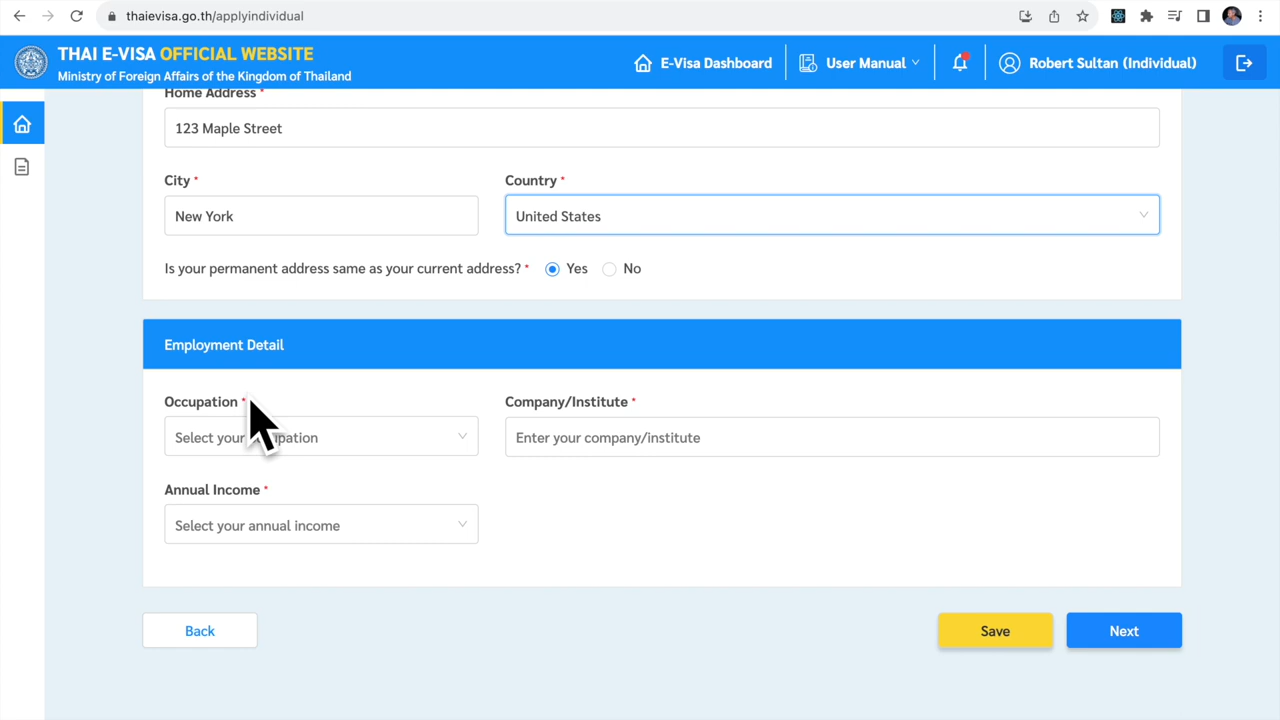 thaievisa.go.th/applyindividual
THAI E-VISA OFFICIAL WEBSITE
Ministry of Foreign Affairs of the Kingdom of Thailand
E-Visa Dashboard
User Manual
Robert Sultan (Individual)
Home Address *
123 Maple Street
City *
Country *
New York
United States
Is your permanent address same as your current address? * Yes No
Employment Detail
Occupation *
Company/Institute *
Select your pation
Enter your company/institute
Annual Income *
Select your annual income
Back
Save
Next